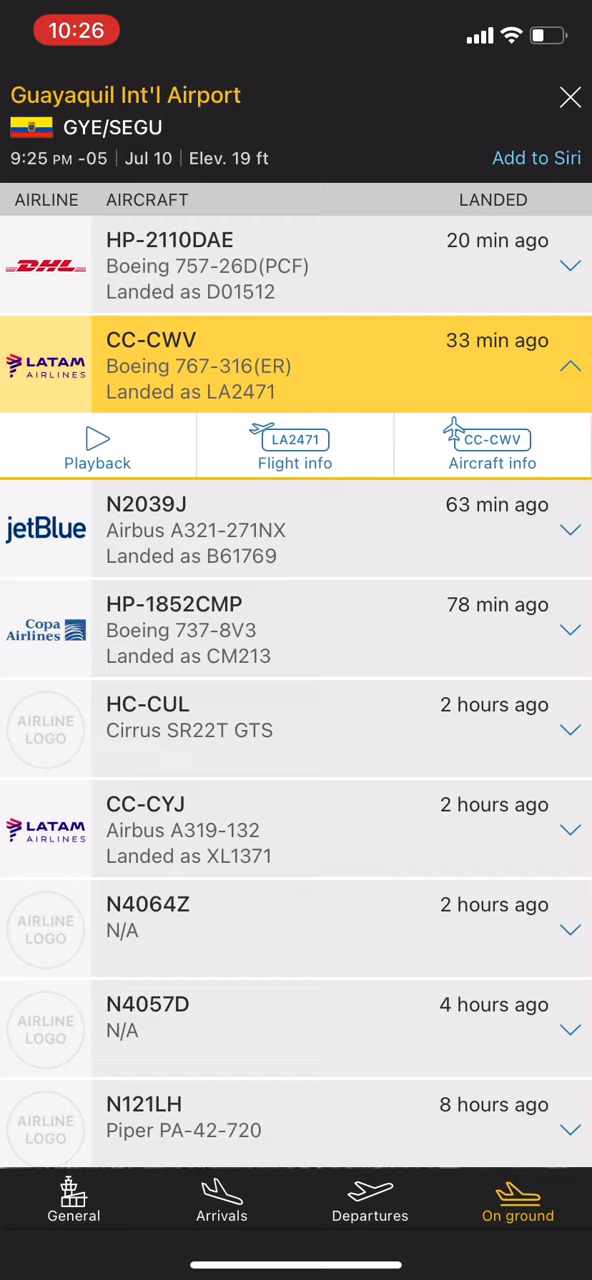 10:26
Guayaquil Int'l Airport
GYE/SEGU
9:25 PM -05 | Jul 10 | Elev. 19 ft
Add to Siri
AIRLINE AIRCRAFT LANDED
DHL
HP-2110DAE 20 min ago
Boeing 757-26D(PCF)
Landed as D01512
LATAM
AIRLINES
CC-CWV 33 min ago
Boeing 767-316(ER)
Landed as LA2471
Playback
LA2471
Flight info
CC-CWV
Aircraft info
jetBlue
N2039J 63 min ago
Airbus A321-271NX
Landed as B61769
Copa
Airlines
HP-1852CMP 78 min ago
Boeing 737-8V3
Landed as CM213
AIRLINE
LOGO
HC-CUL 2 hours ago
Cirrus SR22T GTS
LATAM
AIRLINES
CC-CYJ 2 hours ago
Airbus A319-132
Landed as XL1371
AIRLINE
LOGO
N4064Z 2 hours ago
N/A
AIRLINE
LOGO
N4057D 4 hours ago
N/A
AIRLINE
LOGO
N121LH 8 hours ago
Piper PA-42-720
General Arrivals Departures On ground